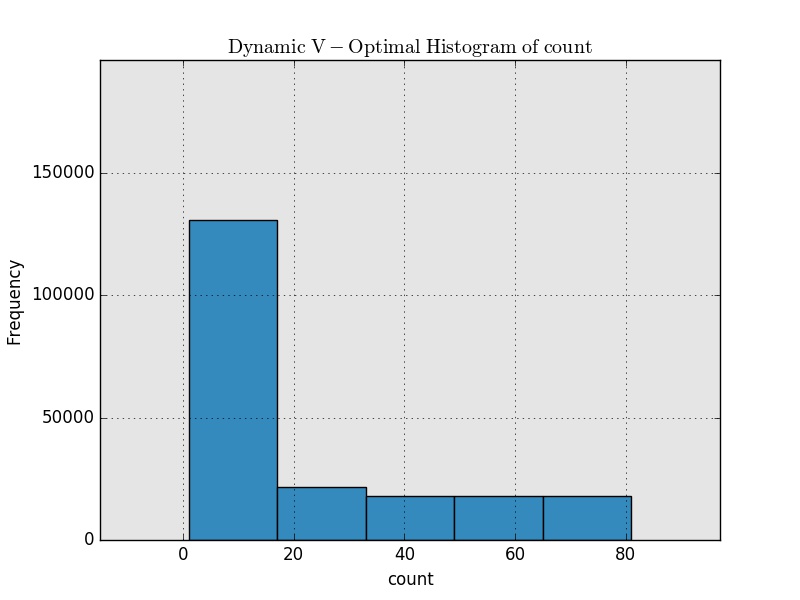 Dynamic V − Optimal Histogram of count
150000
100000
50000
0
Frequency
0 20 40 60 80
count